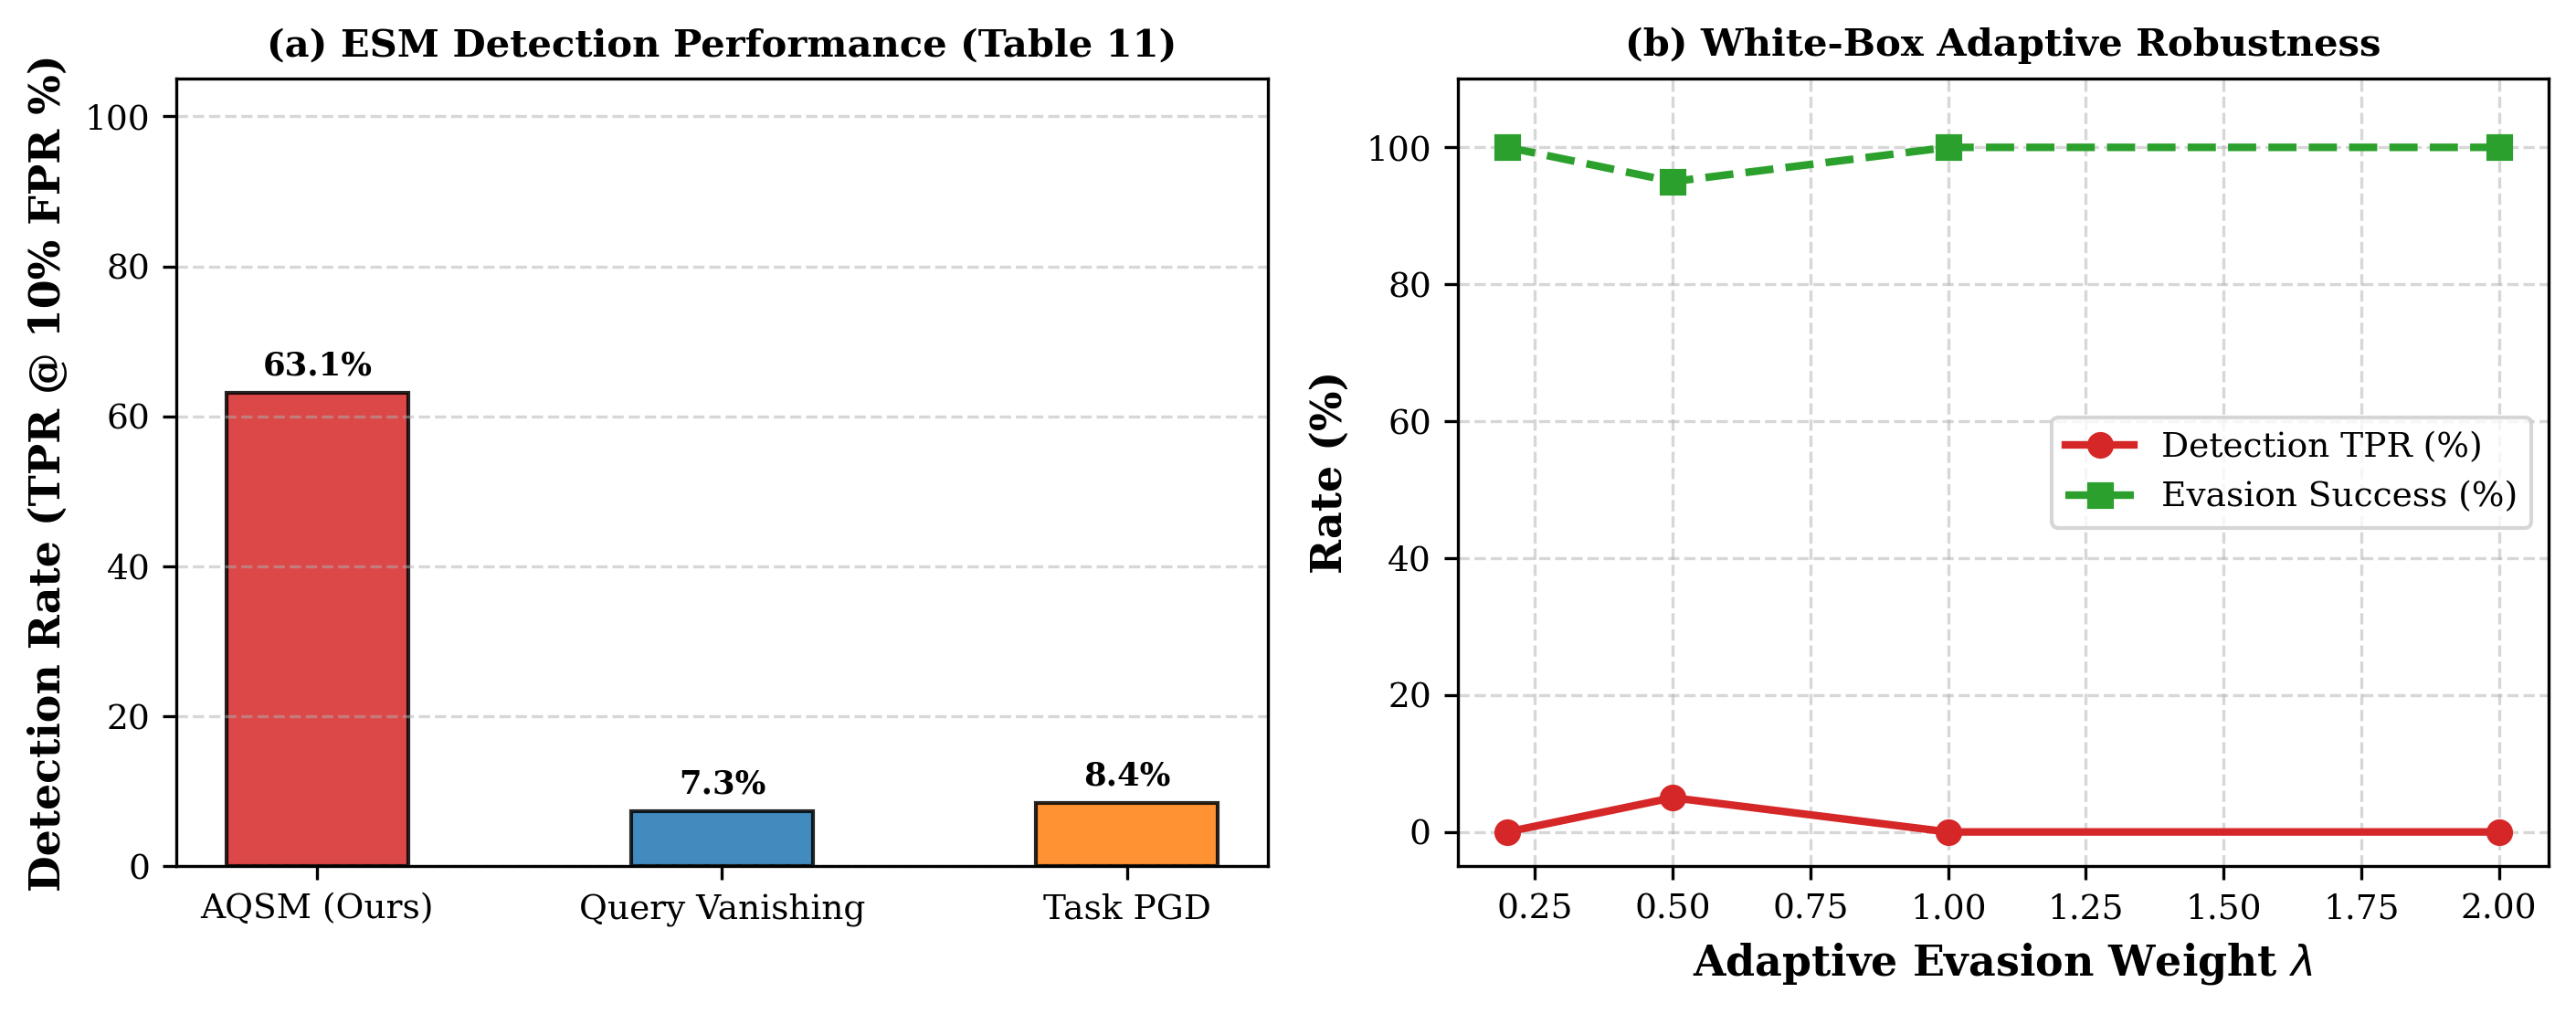 (a) ESM Detection Performance (Table 11)
Detection Rate (TPR @ 10% FPR %)
100
80
60
40
20
0
63.1%
7.3%
8.4%
AQSM (Ours)
Query Vanishing
Task PGD
(b) White-Box Adaptive Robustness
Rate (%)
100
80
60
40
20
0
Detection TPR (%)
Evasion Success (%)
0.25
0.50
0.75
1.00
1.25
1.50
1.75
2.00
Adaptive Evasion Weight λ